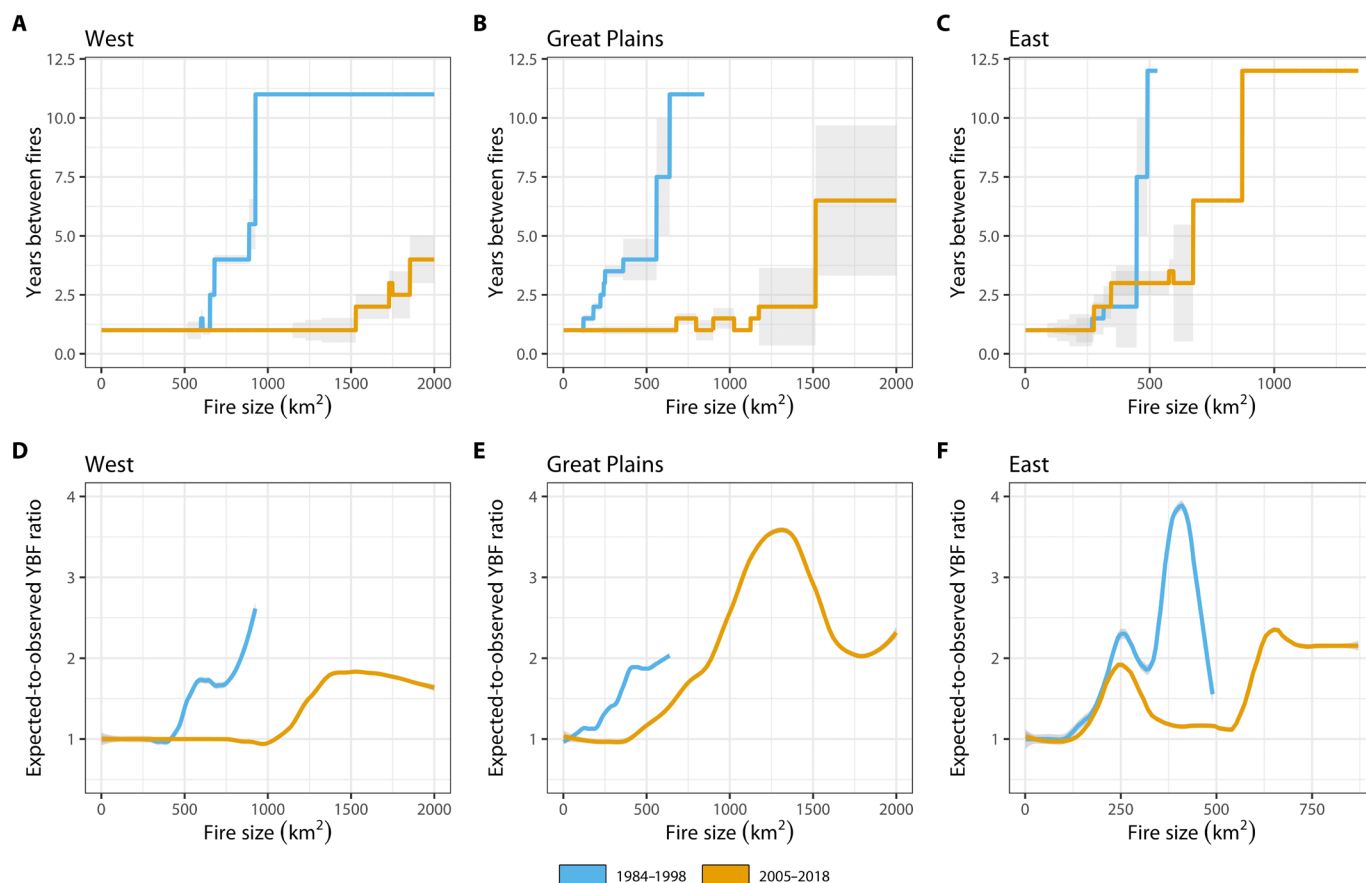 A
West
12.5
10.0
7.5
5.0
2.5
0.0
Years between fires
0 500 1000 1500 2000
Fire size (km²)
B
Great Plains
12.5
10.0
7.5
5.0
2.5
0.0
Years between fires
0 500 1000 1500 2000
Fire size (km²)
C
East
12.5
10.0
7.5
5.0
2.5
0.0
Years between fires
0 500 1000
Fire size (km²)
D
West
4
3
2
1
Expected-to-observed YBF ratio
0 500 1000 1500 2000
Fire size (km²)
E
Great Plains
4
3
2
1
Expected-to-observed YBF ratio
0 500 1000 1500 2000
Fire size (km²)
F
East
4
3
2
1
Expected-to-observed YBF ratio
0 250 500 750
Fire size (km²)
1984–1998 2005–2018